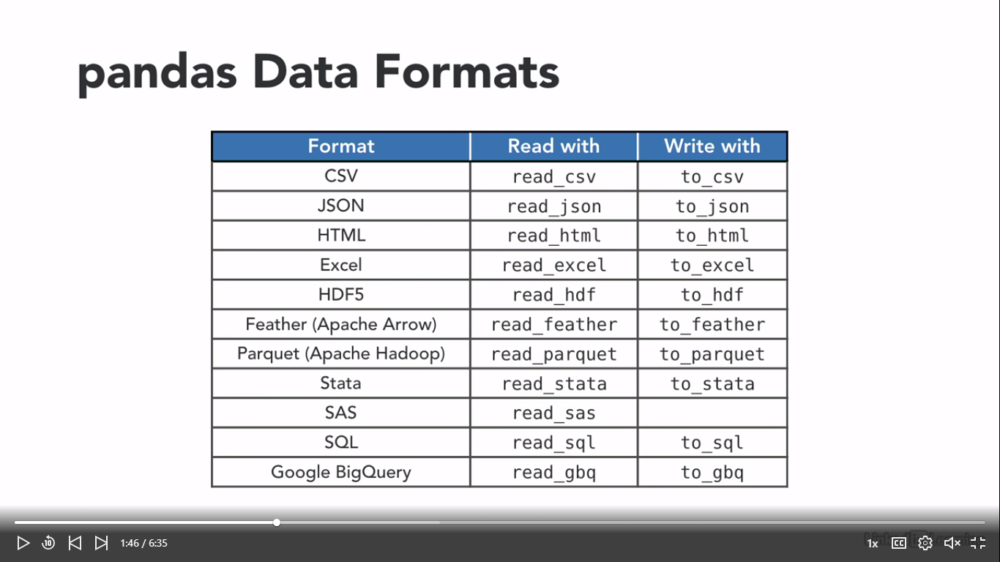 pandas Data Formats
Format Read with Write with
CSV read_csv to_csv
JSON read_json to_json
HTML read_html to_html
Excel read_excel to_excel
HDF5 read_hdf to_hdf
Feather (Apache Arrow) read_feather to_feather
Parquet (Apache Hadoop) read_parquet to_parquet
Stata read_stata to_stata
SAS read_sas
SQL read_sql to_sql
Google BigQuery read_gbq to_gbq
10 1:46 / 6:35 1x CC